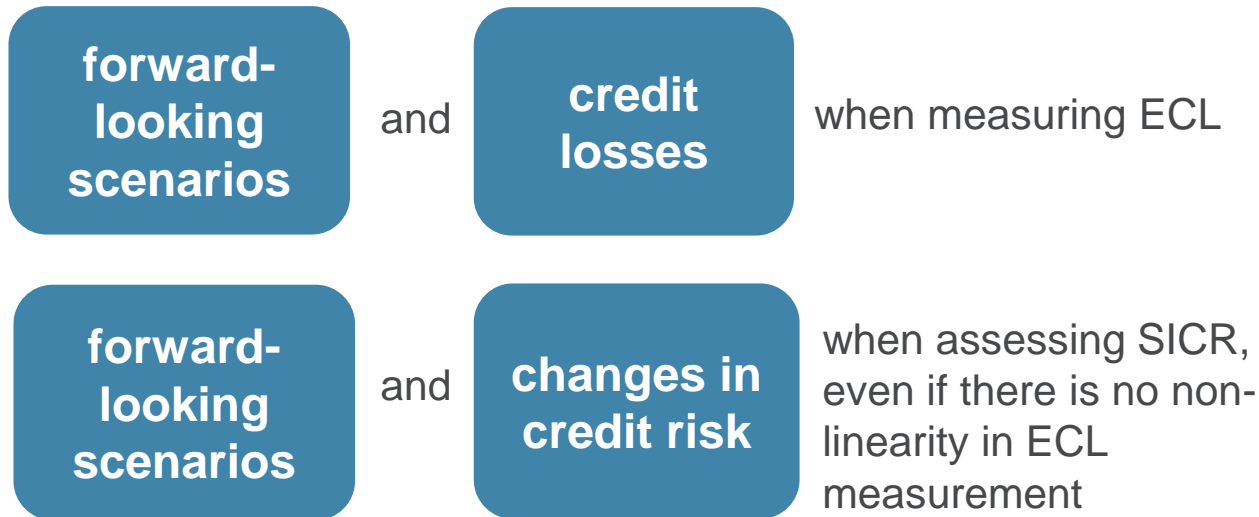 forward-
looking
scenarios
and
credit
losses
when measuring ECL
forward-
looking
scenarios
and
changes in
credit risk
when assessing SICR,
even if there is no non-
linearity in ECL
measurement